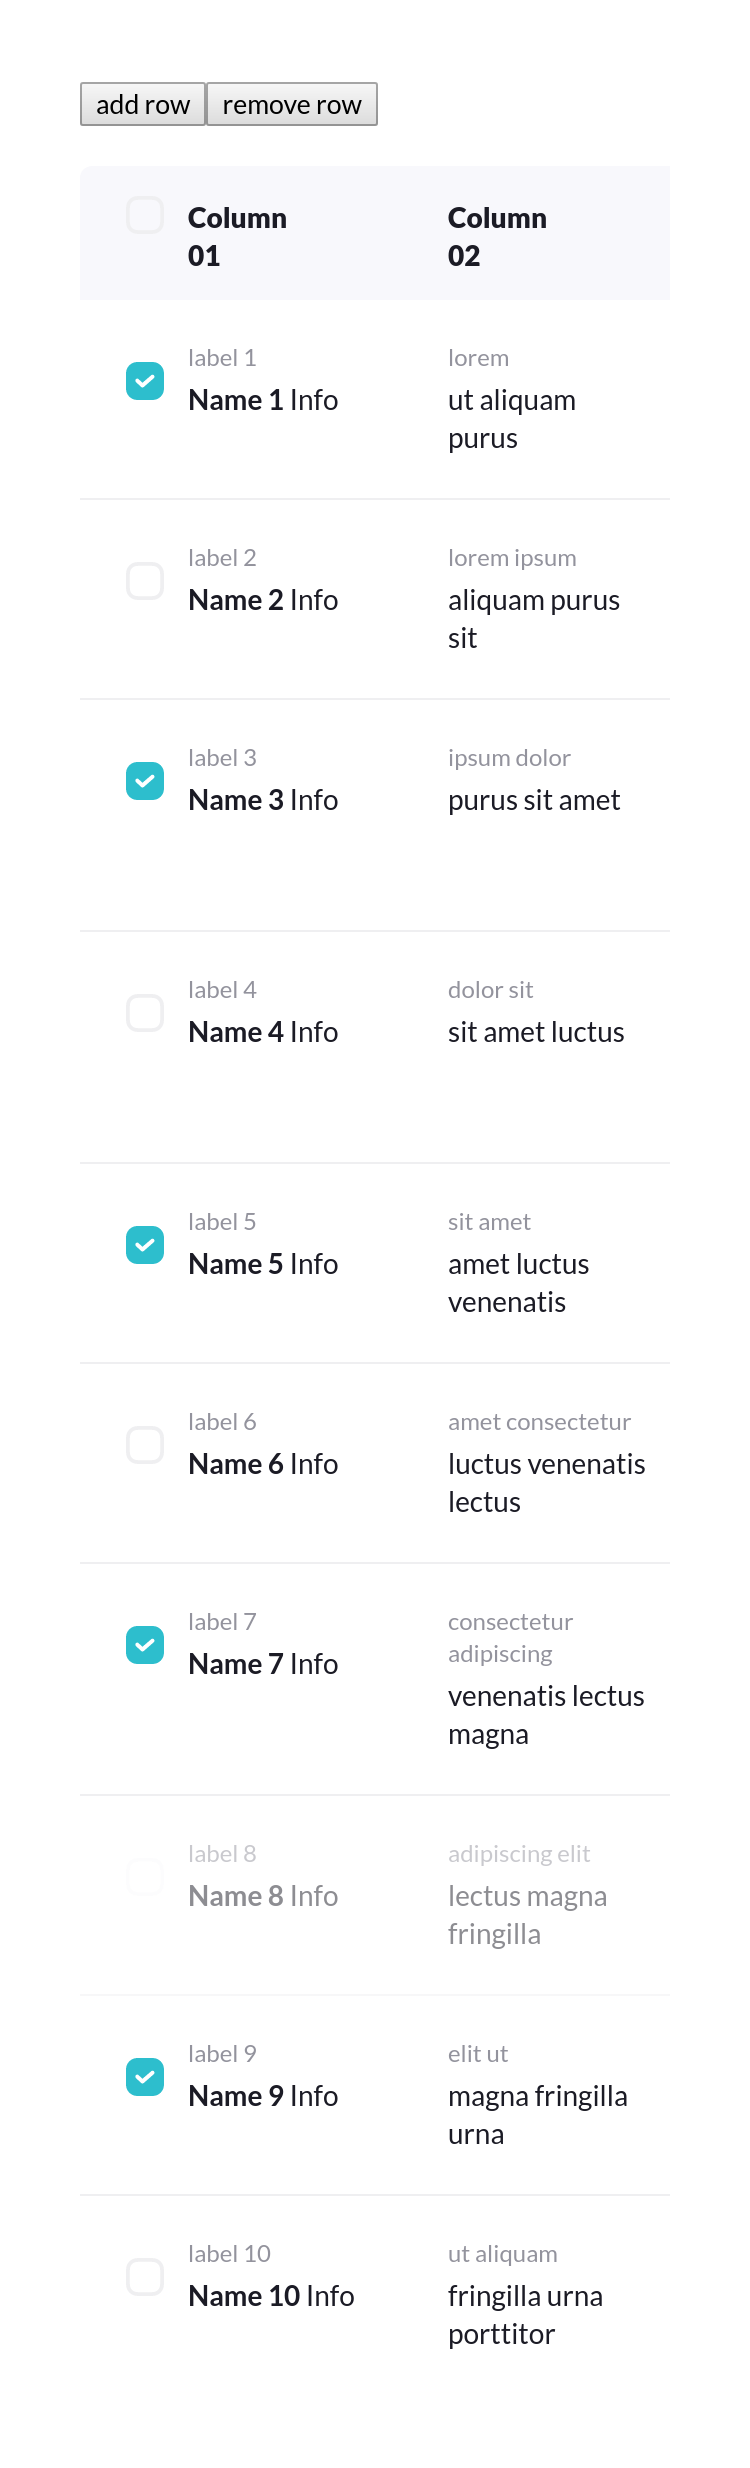 add row remove row
Column Column
01 02
label 1 lorem
Name 1 Info ut aliquam
purus
label 2 lorem ipsum
Name 2 Info aliquam purus
sit
label 3 ipsum dolor
Name 3 Info purus sit amet
label 4 dolor sit
Name 4 Info sit amet luctus
label 5 sit amet
Name 5 Info amet luctus
venenatis
label 6 amet consectetur
Name 6 Info luctus venenatis
lectus
label 7 consectetur
adipiscing
Name 7 Info venenatis lectus
magna
label 8 adipiscing elit
Name 8 Info lectus magna
fringilla
label 9 elit ut
Name 9 Info magna fringilla
urna
label 10 ut aliquam
Name 10 Info fringilla urna
porttitor